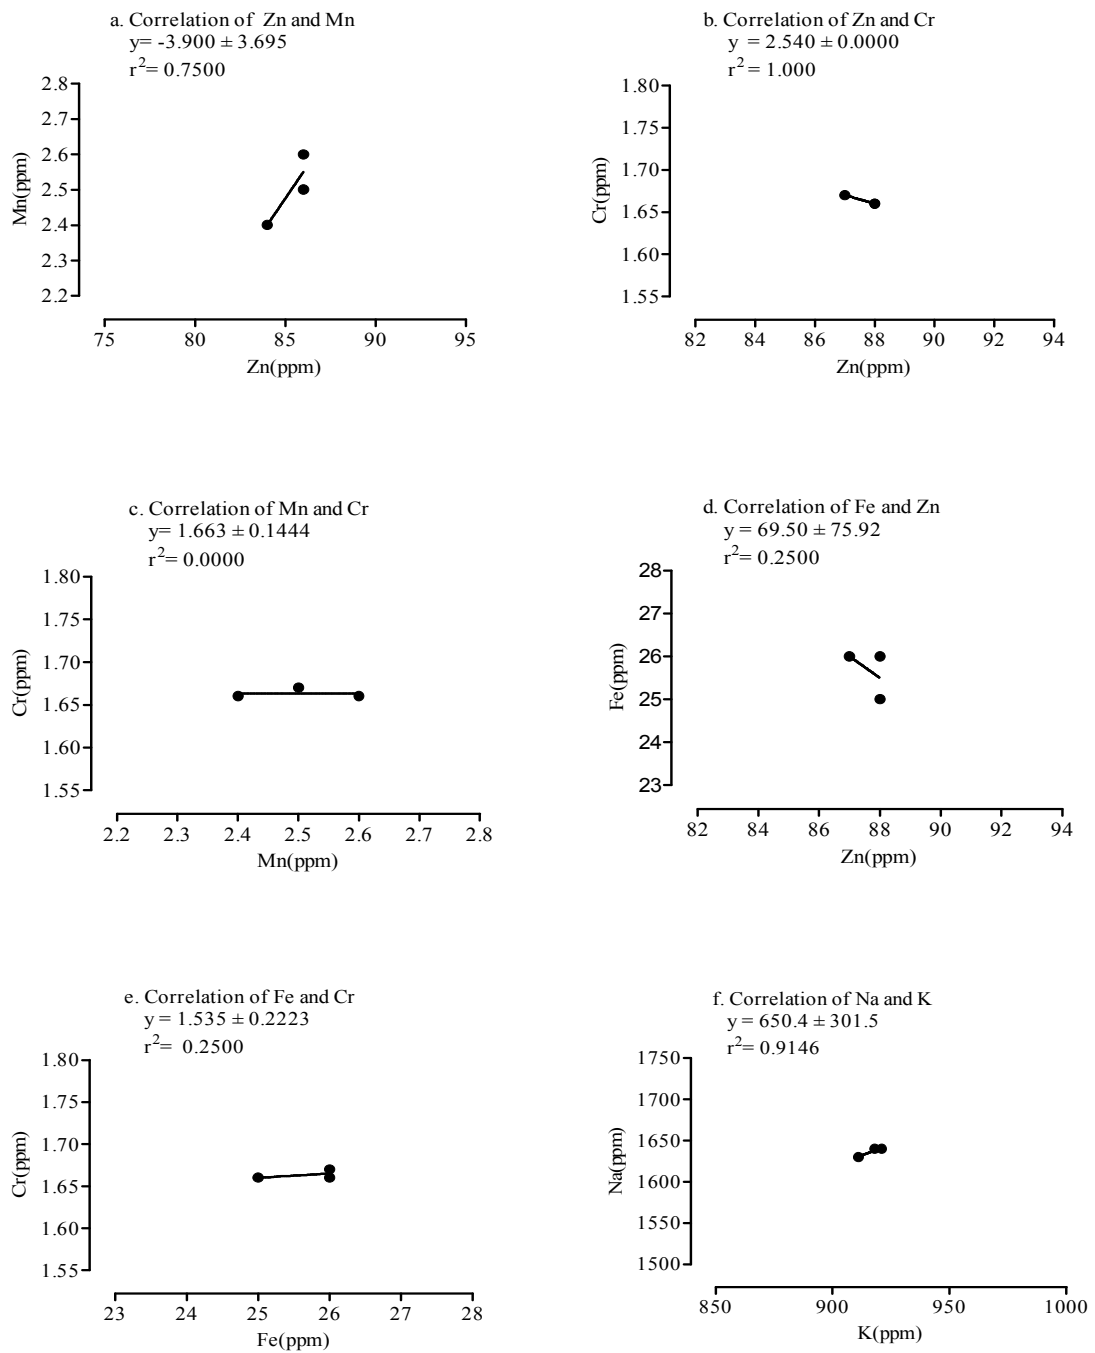 a. Correlation of Zn and Mn
y= -3.900 ± 3.695
r²= 0.7500
2.8
2.7
2.6
2.5
2.4
2.3
2.2
Mn(ppm)
75 80 85 90 95
Zn(ppm)
b. Correlation of Zn and Cr
y = 2.540 ± 0.0000
r²= 1.000
1.80
1.75
1.70
1.65
1.60
1.55
Cr(ppm)
82 84 86 88 90 92 94
Zn(ppm)
c. Correlation of Mn and Cr
y= 1.663 ± 0.1444
r²= 0.0000
1.80
1.75
1.70
1.65
1.60
1.55
Cr(ppm)
2.2 2.3 2.4 2.5 2.6 2.7 2.8
Mn(ppm)
d. Correlation of Fe and Zn
y = 69.50 ± 75.92
r²= 0.2500
28
27
26
25
24
23
Fe(ppm)
82 84 86 88 90 92 94
Zn(ppm)
e. Correlation of Fe and Cr
y = 1.535 ± 0.2223
r²= 0.2500
1.80
1.75
1.70
1.65
1.60
1.55
Cr(ppm)
23 24 25 26 27 28
Fe(ppm)
f. Correlation of Na and K
y = 650.4 ± 301.5
r²= 0.9146
1750
1700
1650
1600
1550
1500
Na(ppm)
850 900 950 1000
K(ppm)